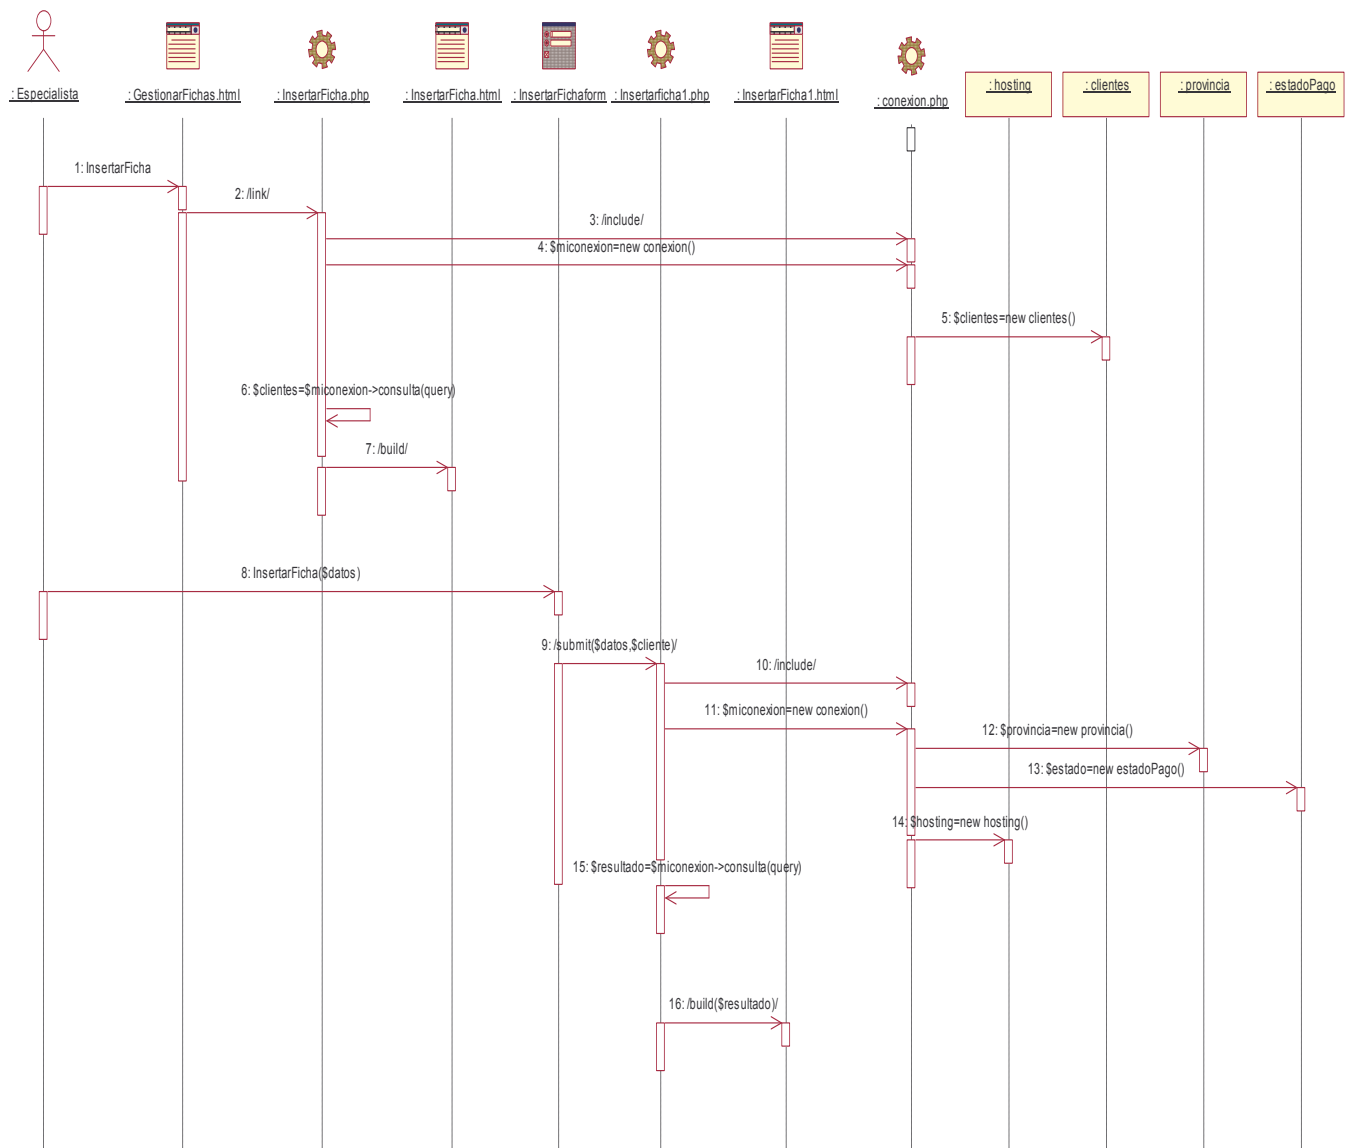 : Especialista
: GestionarFichas.html
: InsertarFicha.php
: InsertarFicha.html
: InsertarFichaform
: Insertarficha1.php
: InsertarFicha1.html
: conexion.php
: hosting
: clientes
: provincia
: estadoPago
1: InsertarFicha
2: /link/
3: /include/
4: $miconexion=new conexion()
5: $clientes=new clientes()
6: $clientes=$miconexion->consulta(query)
7: /build/
8: InsertarFicha($datos)
9: /submit($datos,$cliente)/
10: /include/
11: $miconexion=new conexion()
12: $provincia=new provincia()
13: $estado=new estadoPago()
14: $hosting=new hosting()
15: $resultado=$miconexion->consulta(query)
16: /build($resultado)/